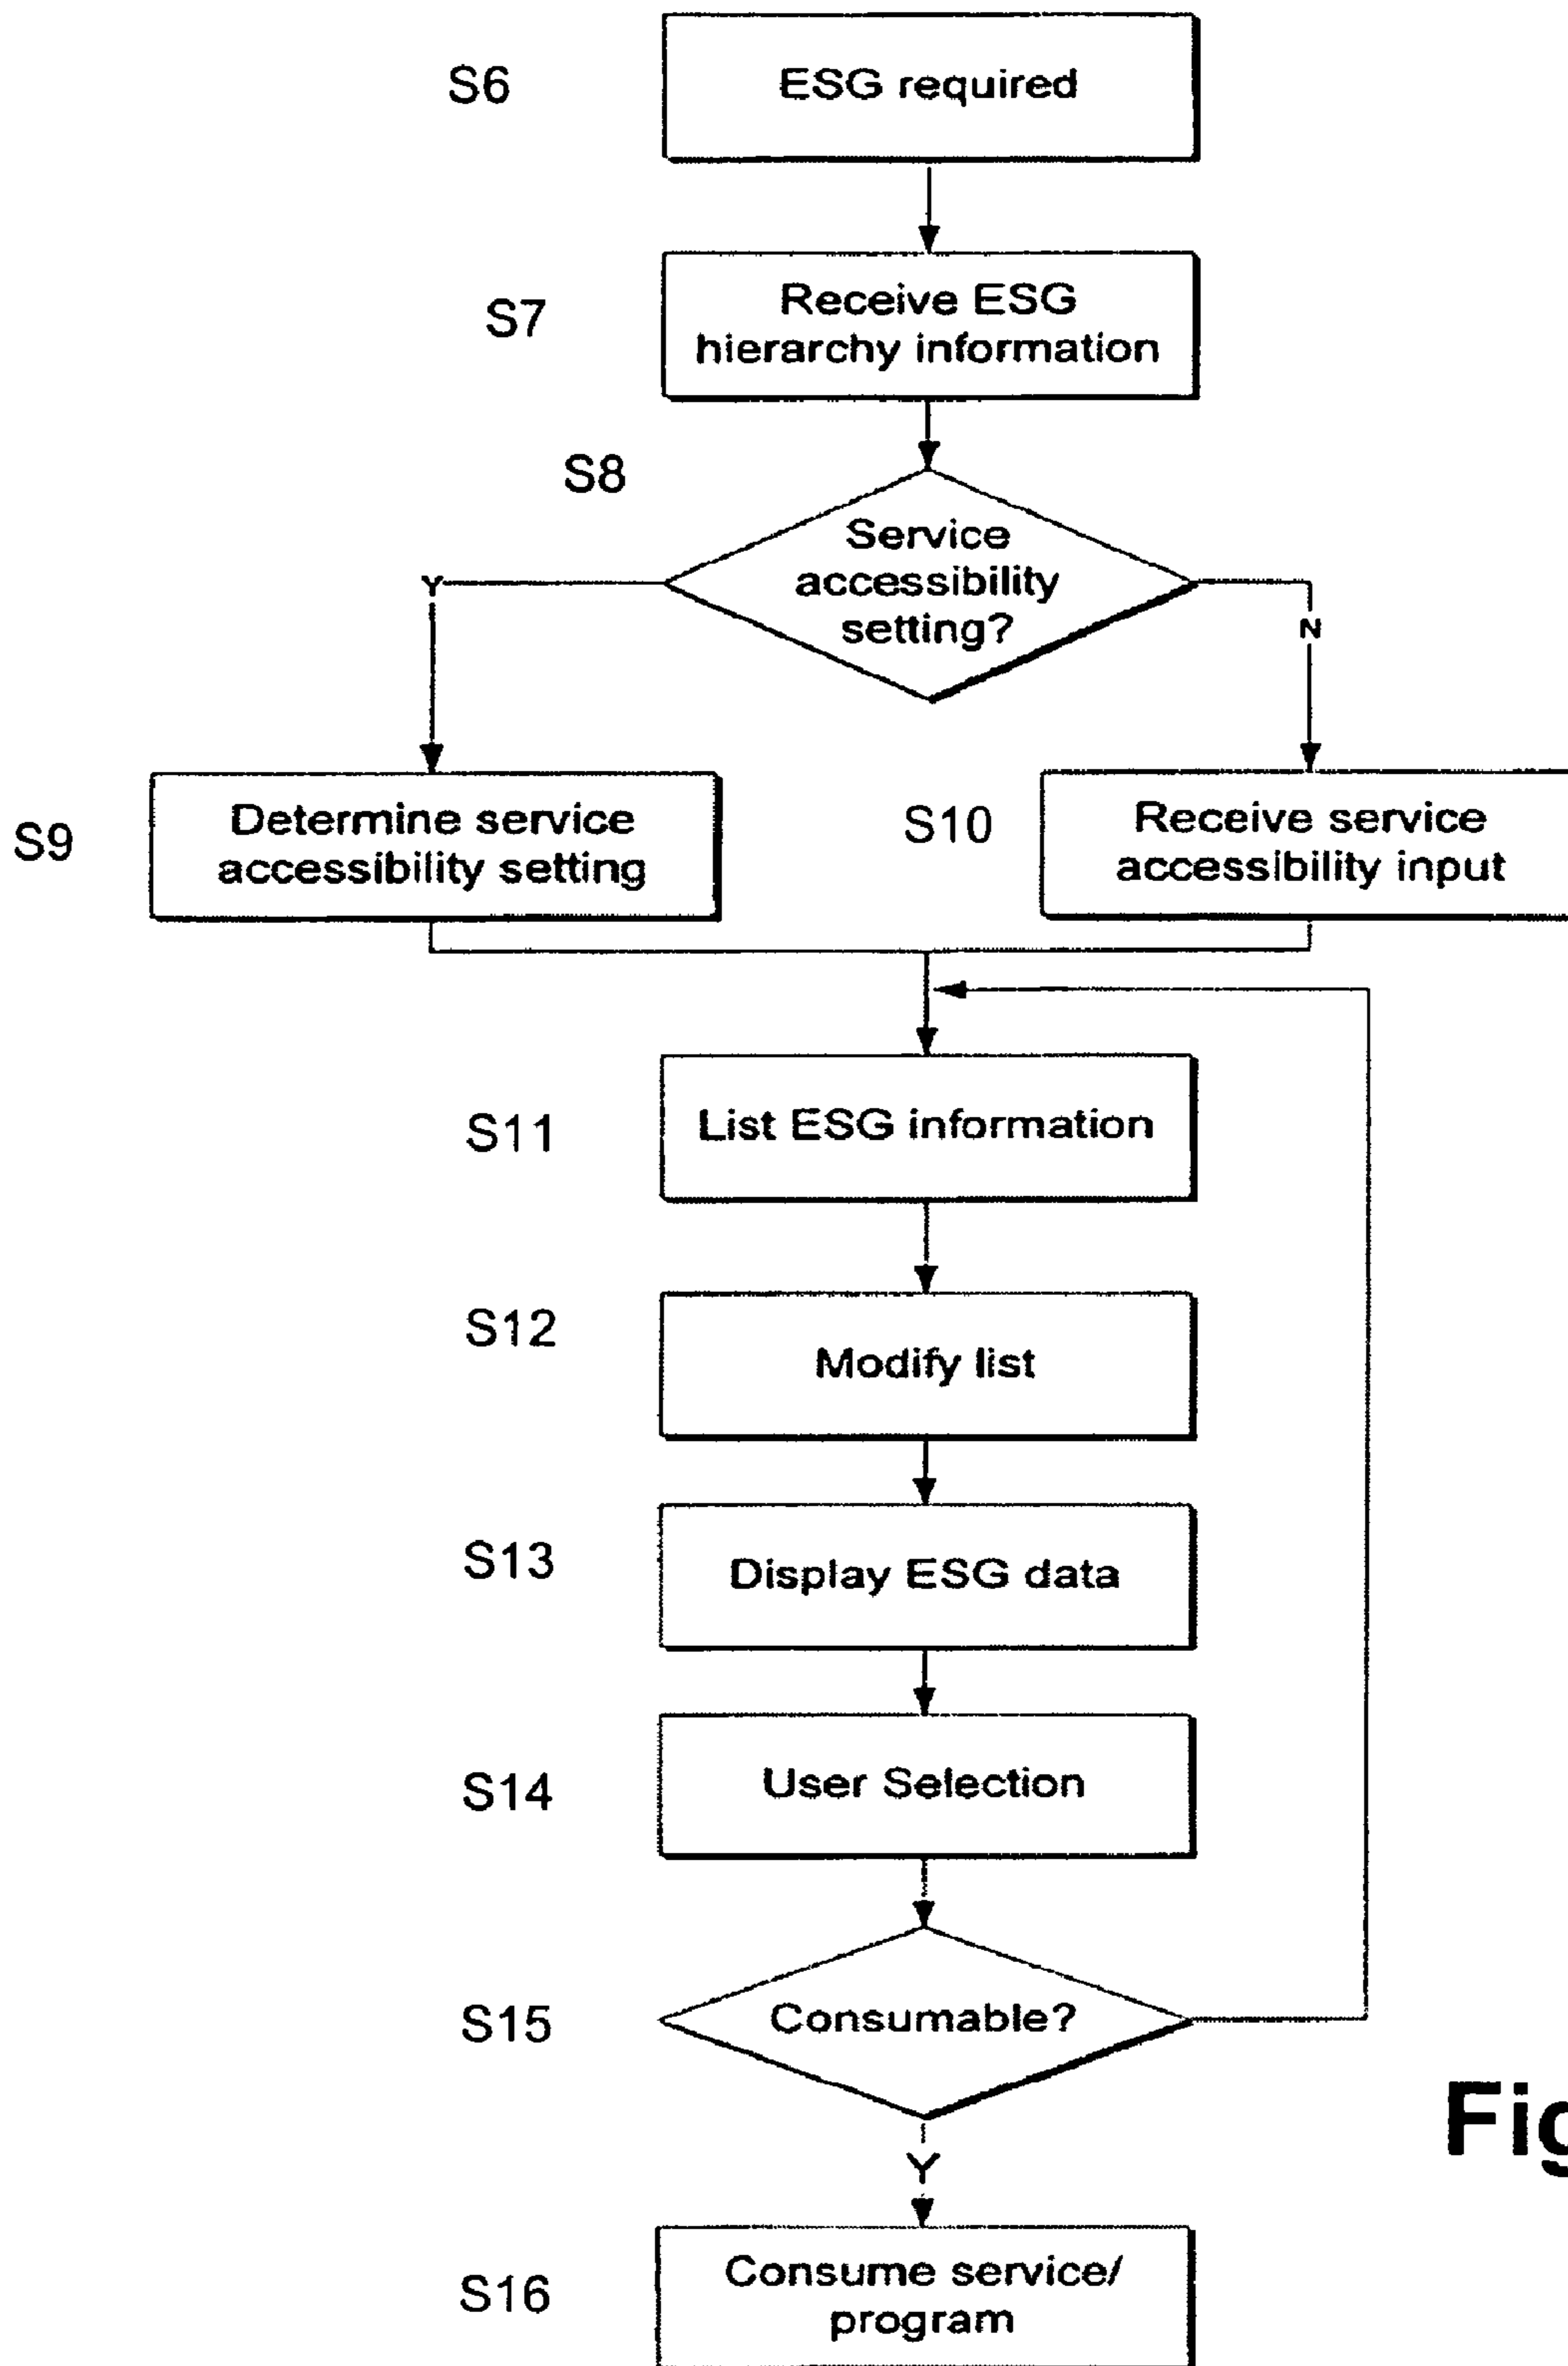 S6
ESG required
S7
Receive ESG
hierarchy information
S8
Service
accessibility
setting?
Y
N
S9
Determine service
accessibility setting
S10
Receive service
accessibility input
S11
List ESG information
S12
Modify list
S13
Display ESG data
S14
User Selection
S15
Consumable?
Y
S16
Consume service/
program